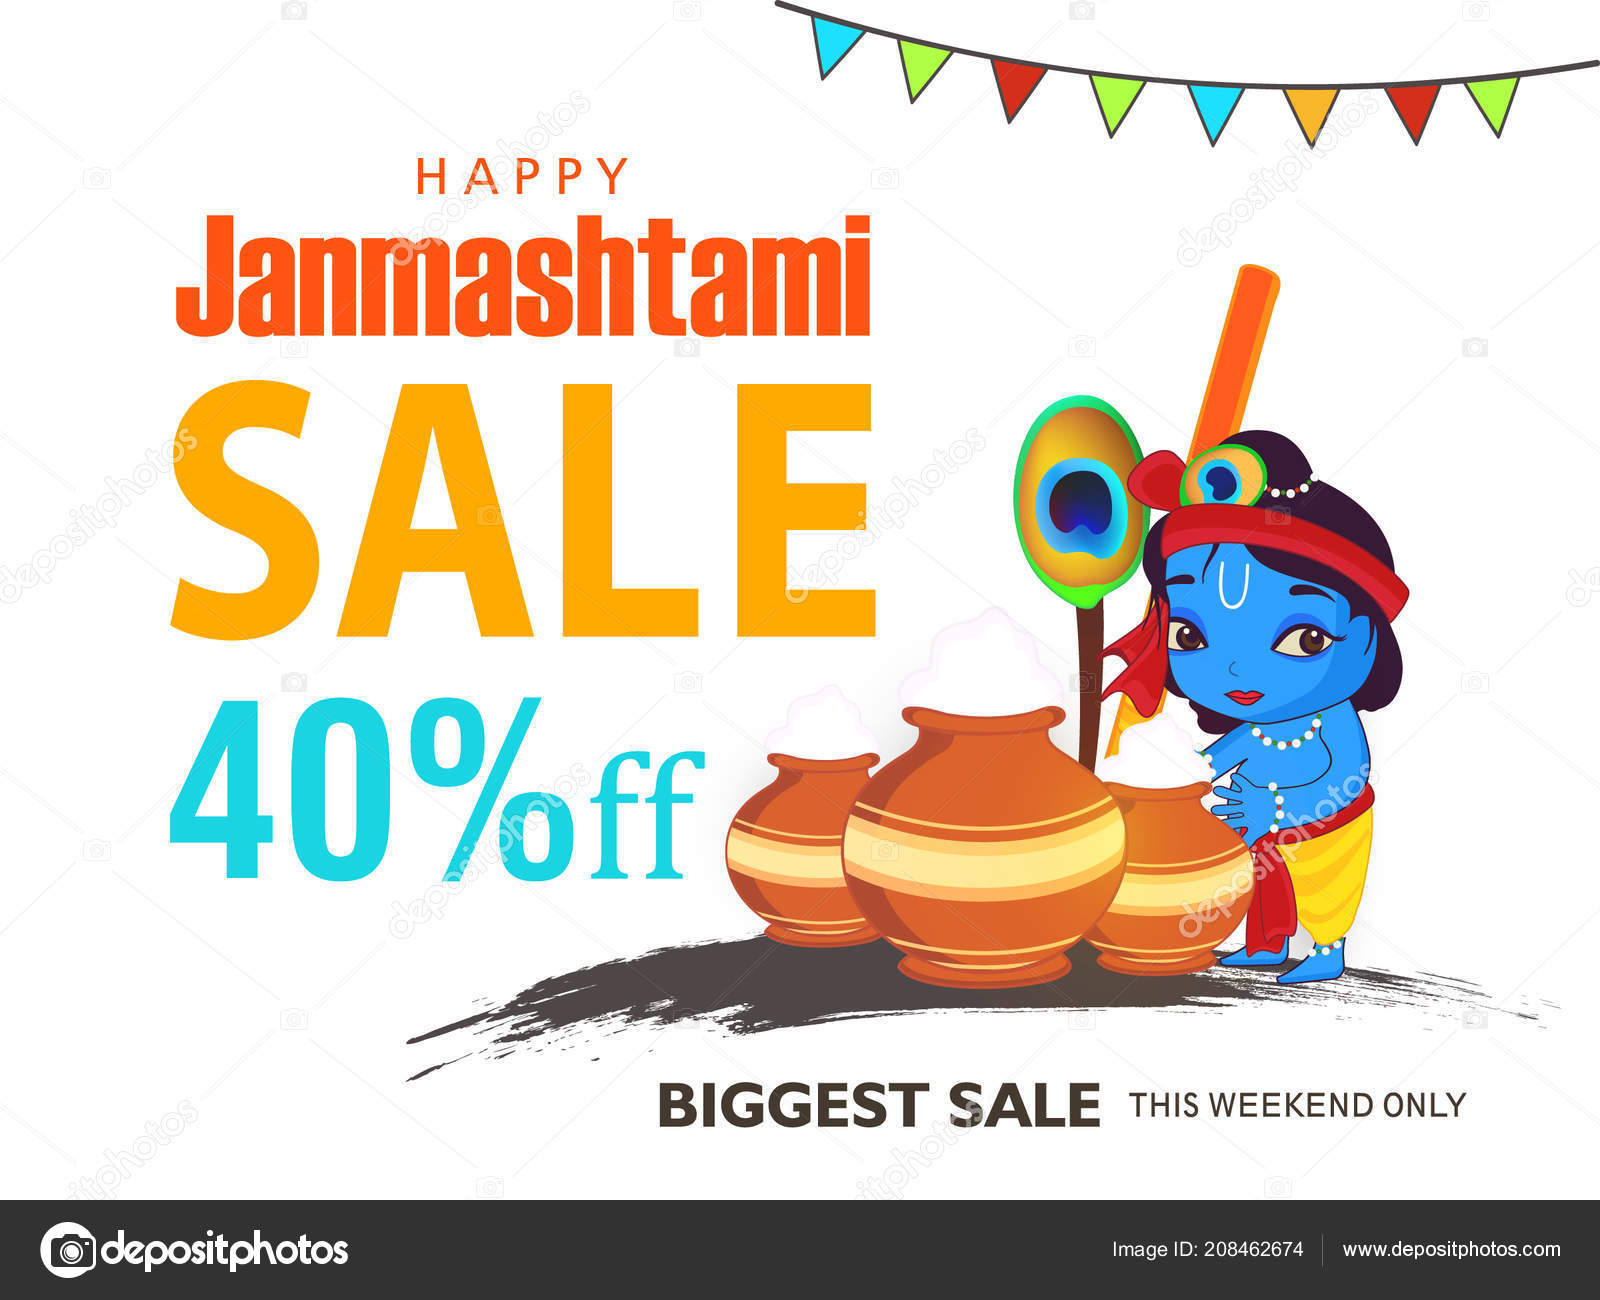 HAPPY
Janmashtami
SALE
40%off
BIGGEST SALE THIS WEEKEND ONLY
depositphotos
Image ID: 208462674 www.depositphotos.com